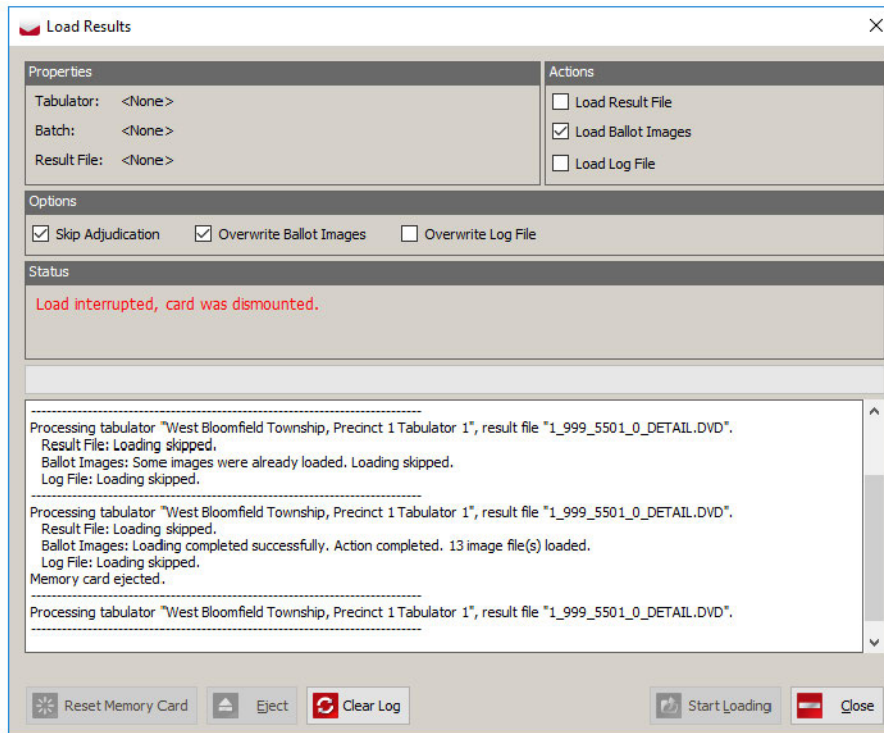 Load Results
Properties
Tabulator: <None>
Batch: <None>
Result File: <None>
Actions
Load Result File
Load Ballot Images
Load Log File
Options
Skip Adjudication Overwrite Ballot Images Overwrite Log File
Status
Load interrupted, card was dismounted.
--------------------------------------------------------------------------------
Processing tabulator "West Bloomfield Township, Precinct 1 Tabulator 1", result file "1_999_5501_0_DETAIL.DVD".
Result File: Loading skipped.
Ballot Images: Some images were already loaded. Loading skipped.
Log File: Loading skipped.
--------------------------------------------------------------------------------
Processing tabulator "West Bloomfield Township, Precinct 1 Tabulator 1", result file "1_999_5501_0_DETAIL.DVD".
Result File: Loading skipped.
Ballot Images: Loading completed successfully. Action completed. 13 image file(s) loaded.
Log File: Loading skipped.
Memory card ejected.
--------------------------------------------------------------------------------
Processing tabulator "West Bloomfield Township, Precinct 1 Tabulator 1", result file "1_999_5501_0_DETAIL.DVD".
--------------------------------------------------------------------------------
Reset Memory Card Eject Clear Log Start Loading Close